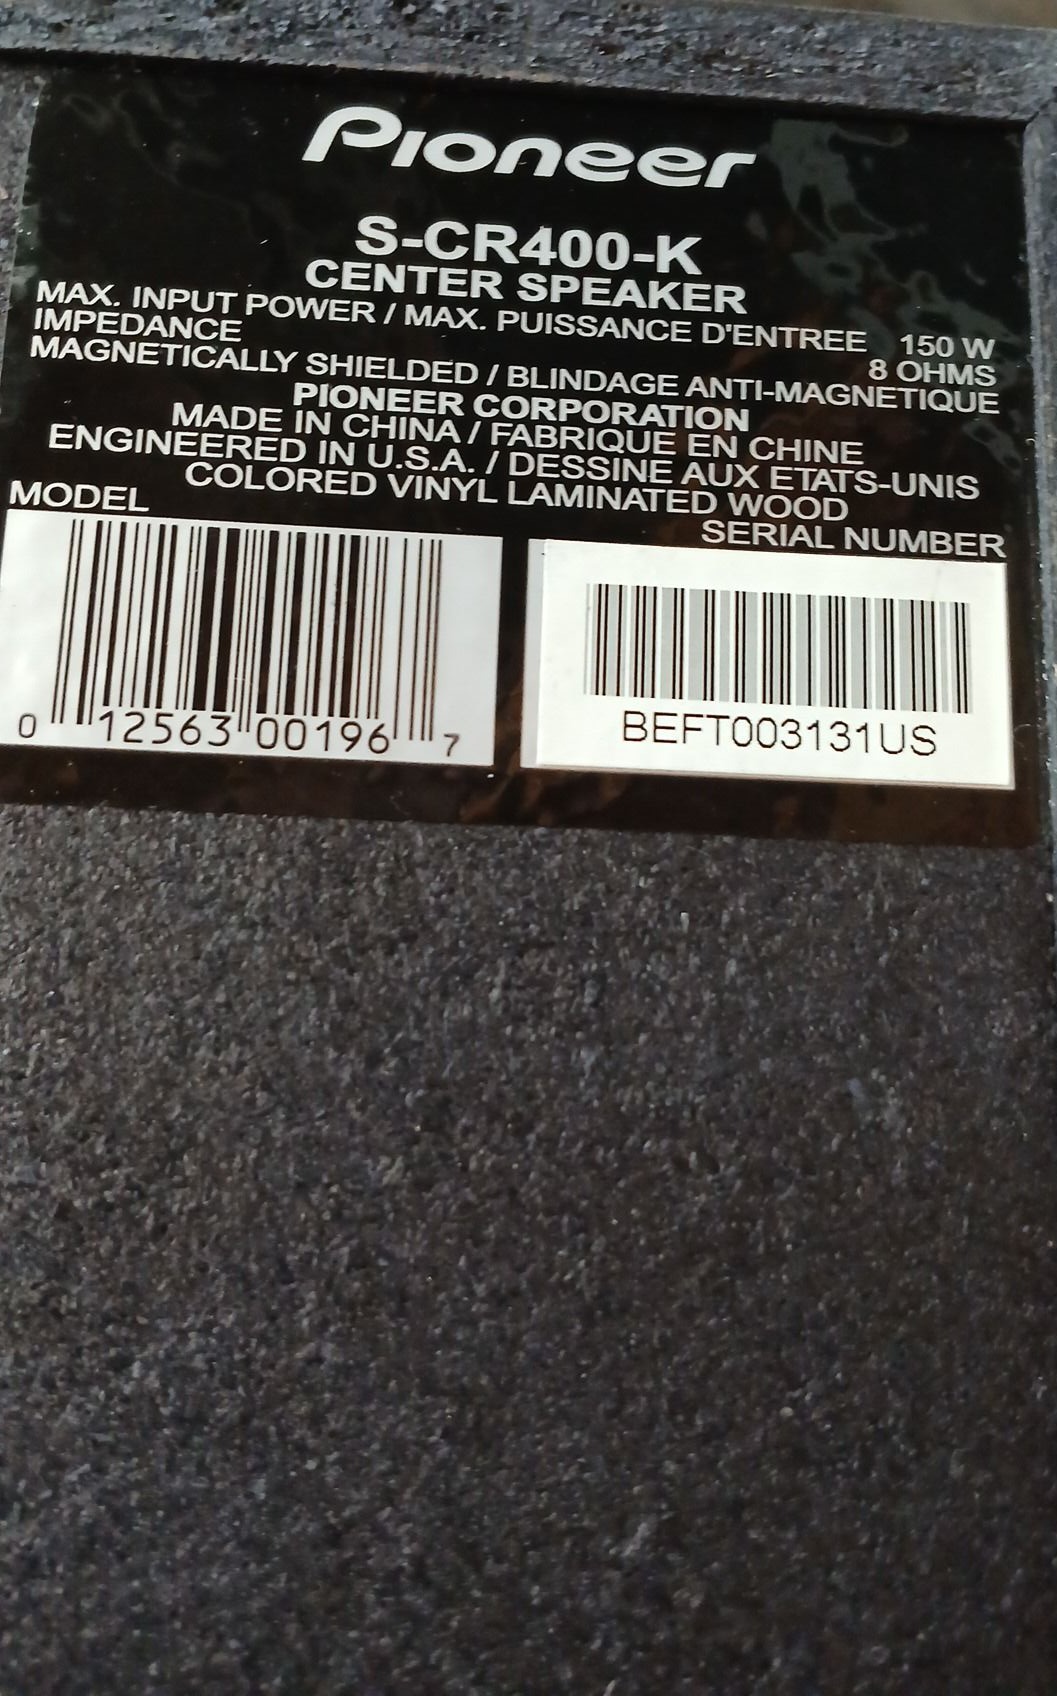 Pioneer
S-CR400-K
CENTER SPEAKER
MAX. INPUT POWER / MAX. PUISSANCE D'ENTREE 150 W
IMPEDANCE 8 OHMS
MAGNETICALLY SHIELDED / BLINDAGE ANTI-MAGNETIQUE
PIONEER CORPORATION
MADE IN CHINA / FABRIQUE EN CHINE
ENGINEERED IN U.S.A. / DESSINE AUX ETATS-UNIS
COLORED VINYL LAMINATED WOOD
MODEL SERIAL NUMBER
0 12563 00196 7
BEFT003131US